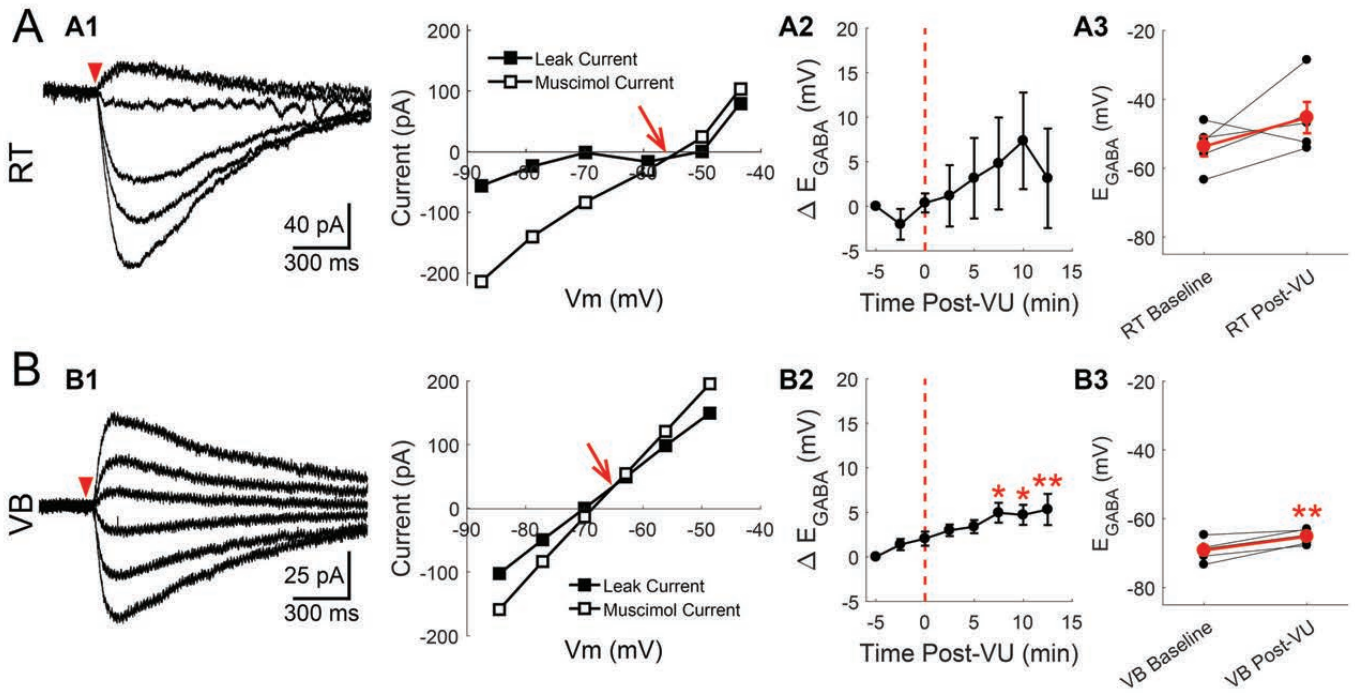 A
A1
RT
40 pA
300 ms
200
100
0
-100
-200
Current (pA)
Leak Current
Muscimol Current
-90 -80 -70 -60 -50 -40
Vm (mV)
A2
20
15
10
5
0
-5
Δ EGABA (mV)
-5 0 5 10 15
Time Post-VU (min)
A3
-20
-40
-60
-80
EGABA (mV)
RT Baseline
RT Post-VU
B
B1
VB
25 pA
300 ms
200
100
0
-100
-200
Current (pA)
-90 -80 -70 -60 -50 -40
Leak Current
Muscimol Current
Vm (mV)
B2
20
15
10
5
0
-5
Δ EGABA (mV)
* * **
-5 0 5 10 15
Time Post-VU (min)
B3
-20
-40
-60
-80
EGABA (mV)
**
VB Baseline
VB Post-VU